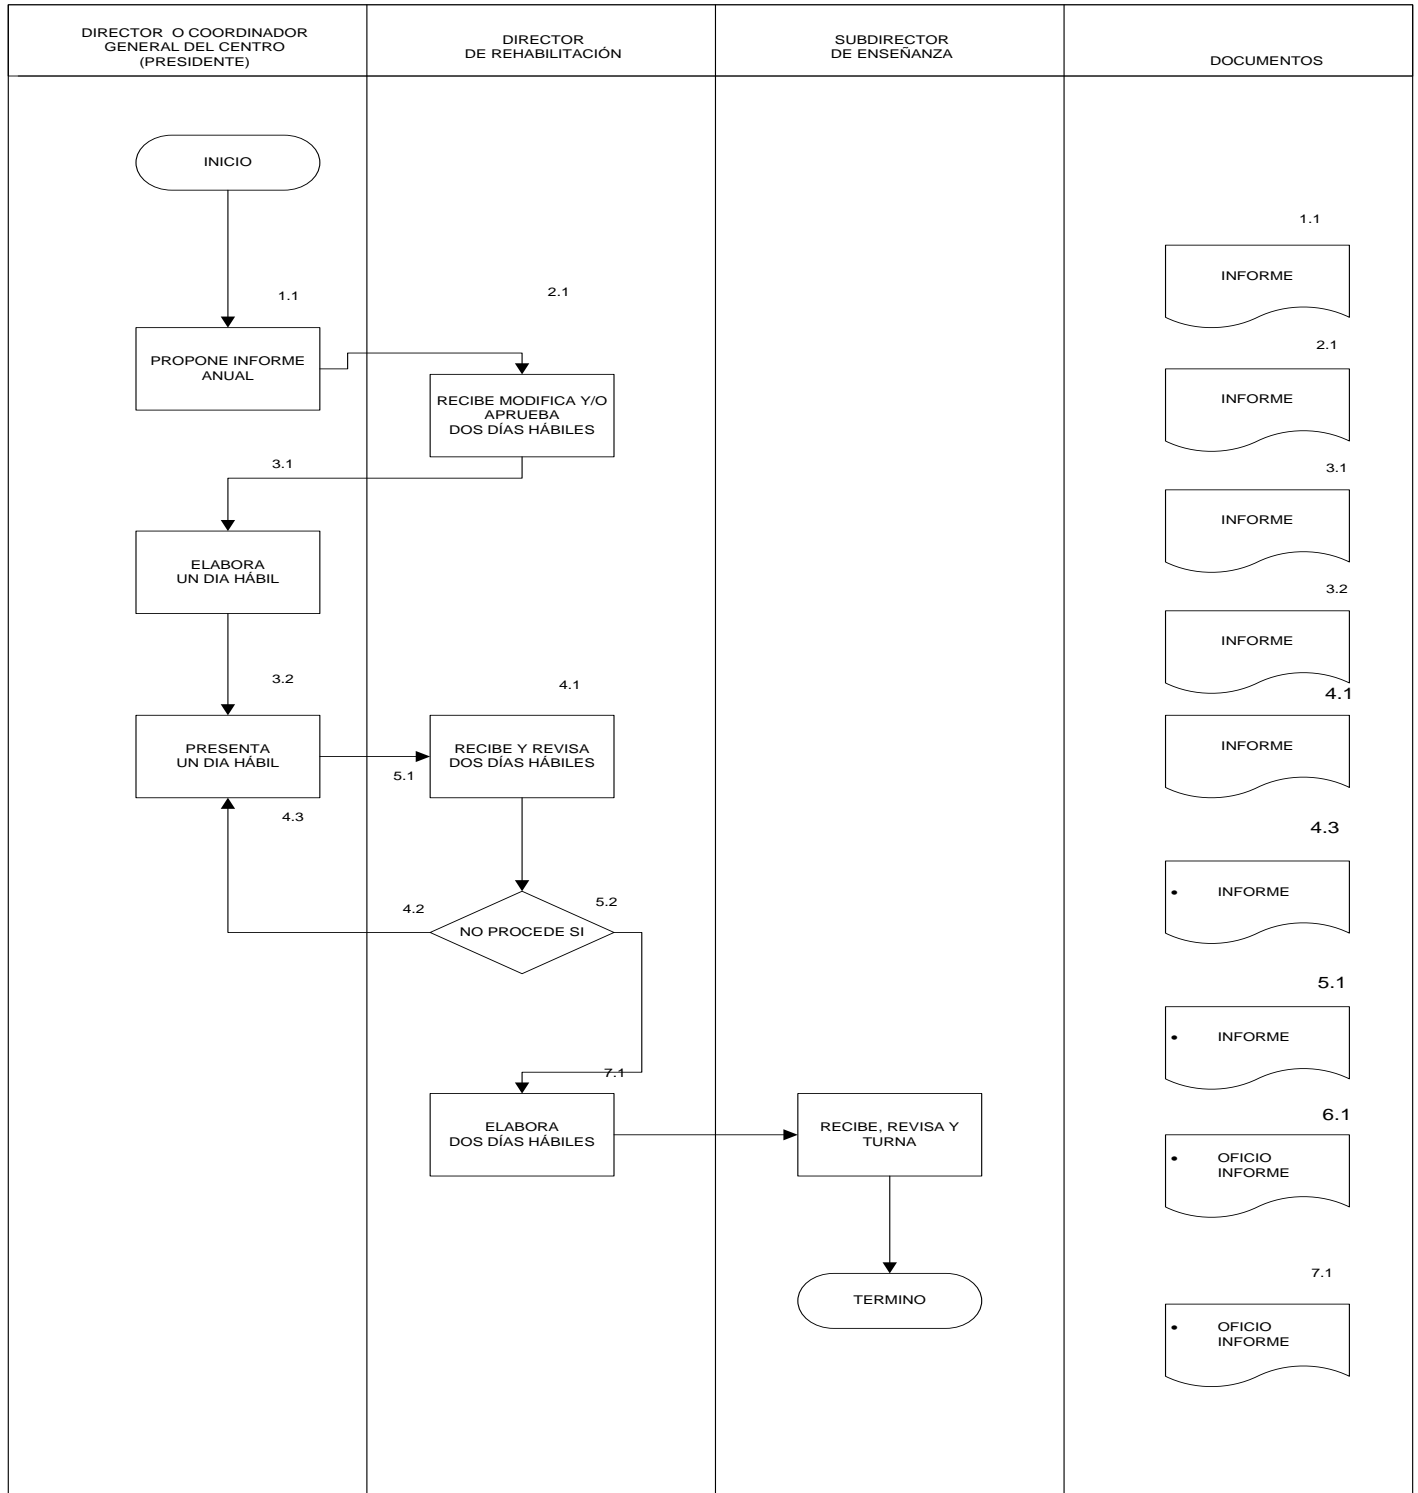 DIRECTOR O COORDINADOR
GENERAL DEL CENTRO
(PRESIDENTE)
DIRECTOR
DE REHABILITACIÓN
SUBDIRECTOR
DE ENSEÑANZA
DOCUMENTOS
INICIO
1.1
PROPONE INFORME
ANUAL
2.1
RECIBE MODIFICA Y/O
APRUEBA
DOS DÍAS HÁBILES
3.1
ELABORA
UN DIA HÁBIL
3.2
PRESENTA
UN DIA HÁBIL
4.1
RECIBE Y REVISA
DOS DÍAS HÁBILES
5.1
4.3
4.2
5.2
NO PROCEDE SI
7.1
ELABORA
DOS DÍAS HÁBILES
RECIBE, REVISA Y
TURNA
TERMINO
1.1
INFORME
2.1
INFORME
3.1
INFORME
3.2
INFORME
4.1
INFORME
4.3
• INFORME
5.1
• INFORME
6.1
• OFICIO
INFORME
7.1
• OFICIO
INFORME